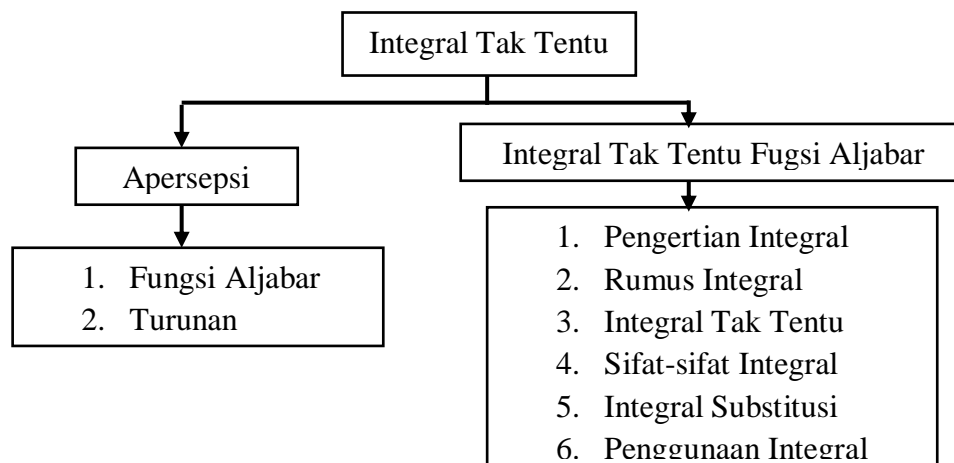 Integral Tak Tentu
Apersepsi
Integral Tak Tentu Fugsi Aljabar
1. Fungsi Aljabar
2. Turunan
1. Pengertian Integral
2. Rumus Integral
3. Integral Tak Tentu
4. Sifat-sifat Integral
5. Integral Substitusi
6. Penggunaan Integral